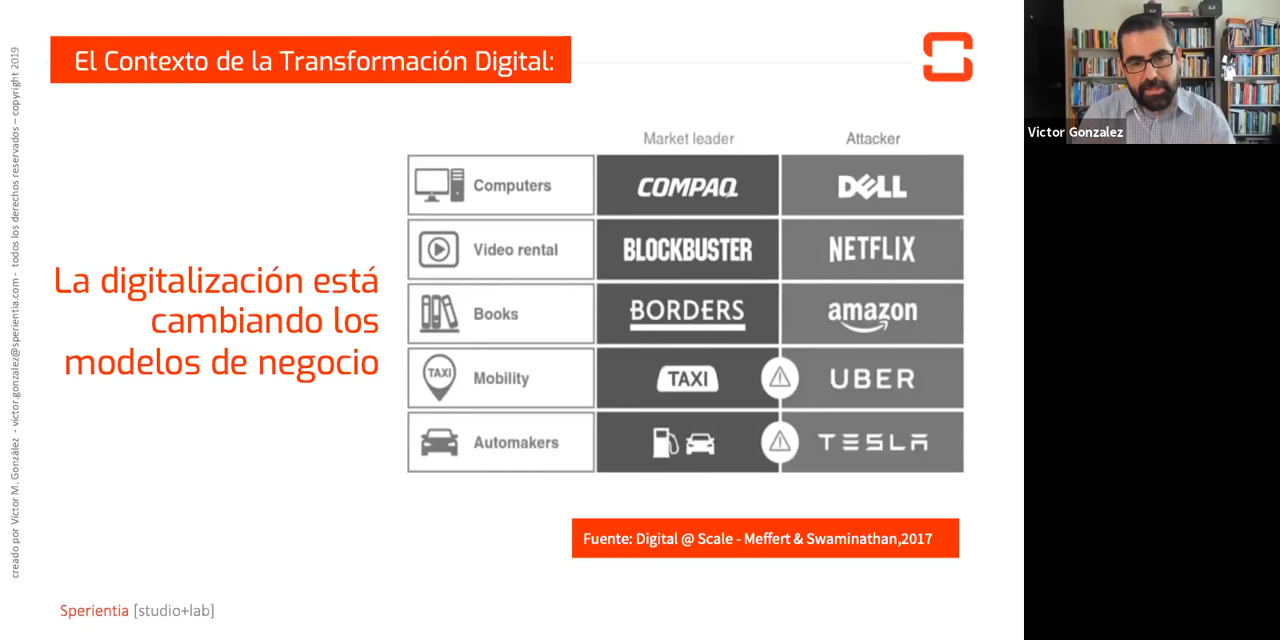 El Contexto de la Transformación Digital:
creado por Víctor M. González - victor.gonzalez@sperientia.com - todos los derechos reservados – copyright 2019
La digitalización está
cambiando los
modelos de negocio
Market leader
Attacker
Computers
COMPAQ
DELL
Video rental
BLOCKBUSTER
NETFLIX
Books
BORDERS
amazon
TAXI
Mobility
TAXI
UBER
Automakers
TESLA
Fuente: Digital @ Scale - Meffert & Swaminathan,2017
Sperientia [studio+lab]
Victor Gonzalez